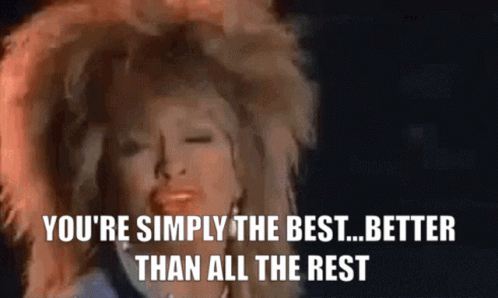 YOU'RE SIMPLY THE BEST...BETTER
THAN ALL THE REST